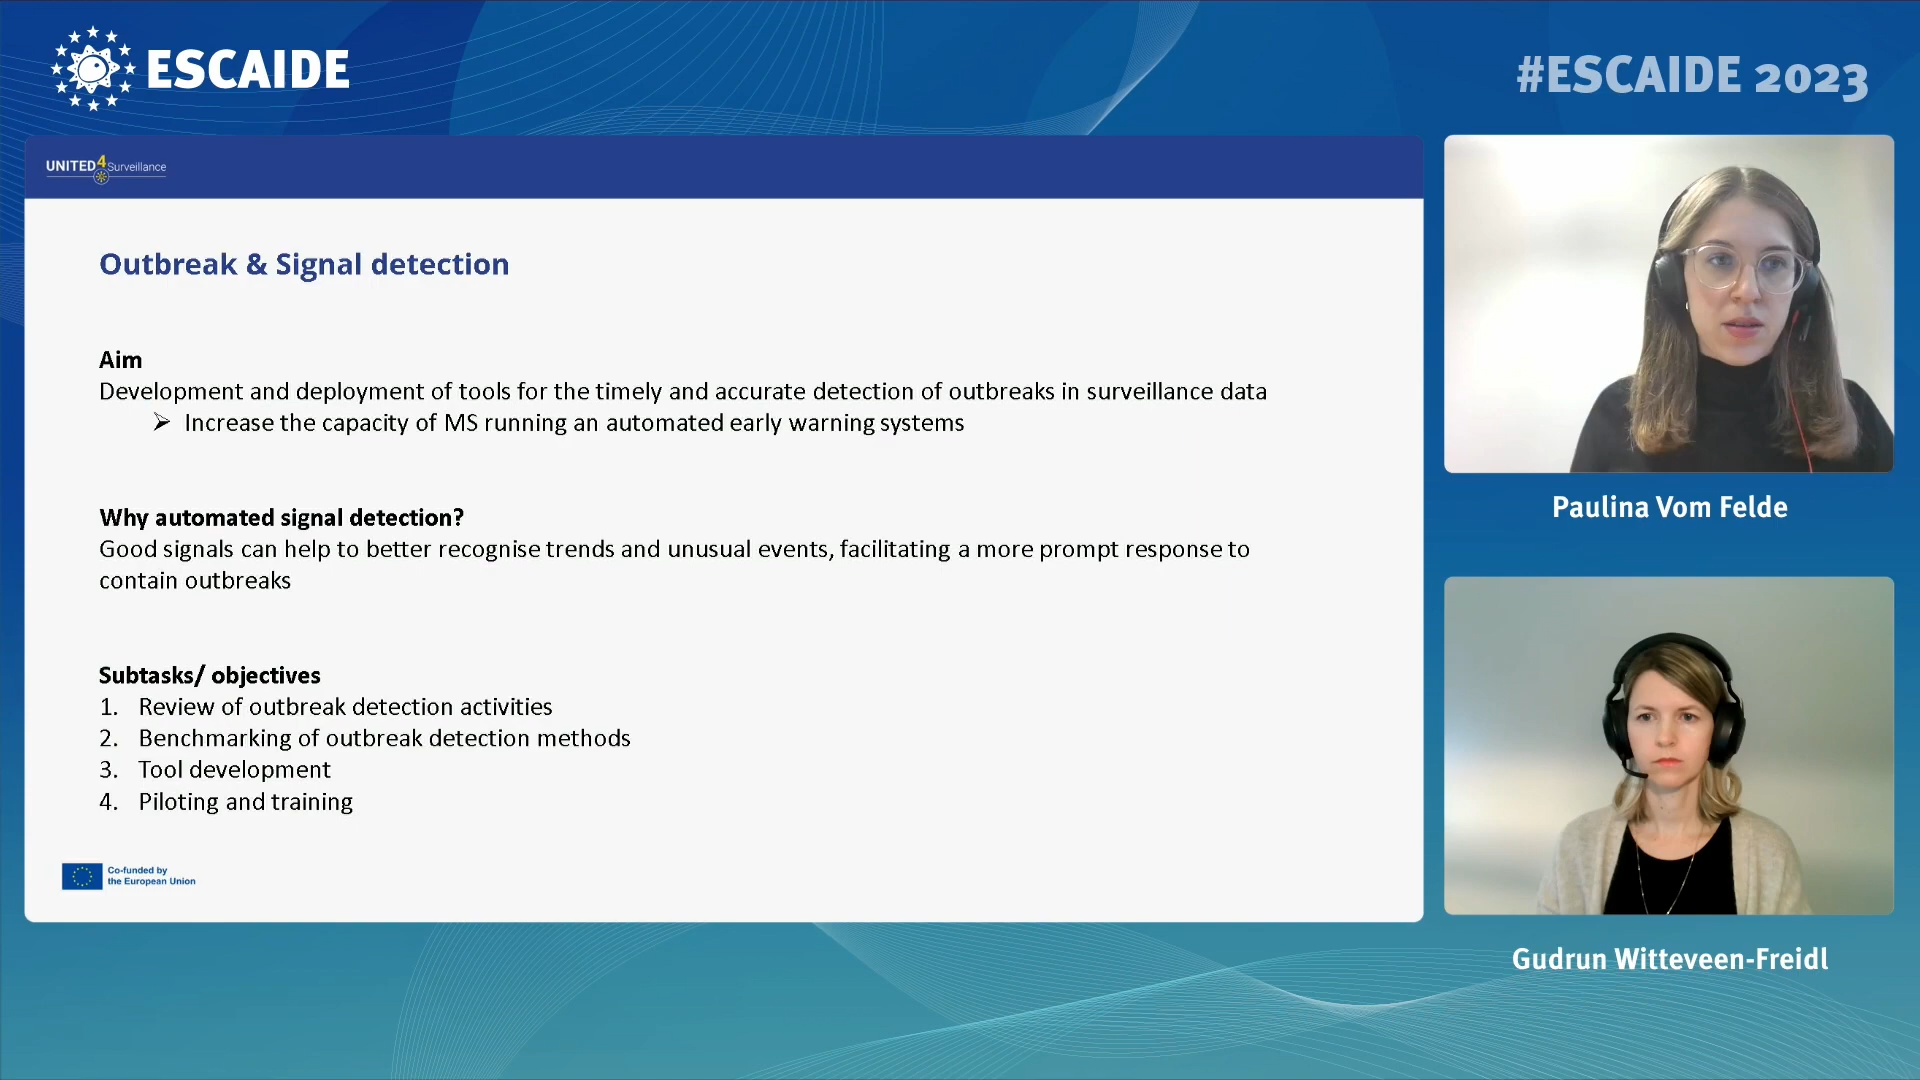 ESCAIDE
#ESCAIDE 2023
UNITED4Surveillance
Outbreak & Signal detection
Aim
Development and deployment of tools for the timely and accurate detection of outbreaks in surveillance data
➢ Increase the capacity of MS running an automated early warning systems
Why automated signal detection?
Good signals can help to better recognise trends and unusual events, facilitating a more prompt response to
contain outbreaks
Subtasks/ objectives
1. Review of outbreak detection activities
2. Benchmarking of outbreak detection methods
3. Tool development
4. Piloting and training
Co-funded by
the European Union
Paulina Vom Felde
Gudrun Witteveen-Freidl